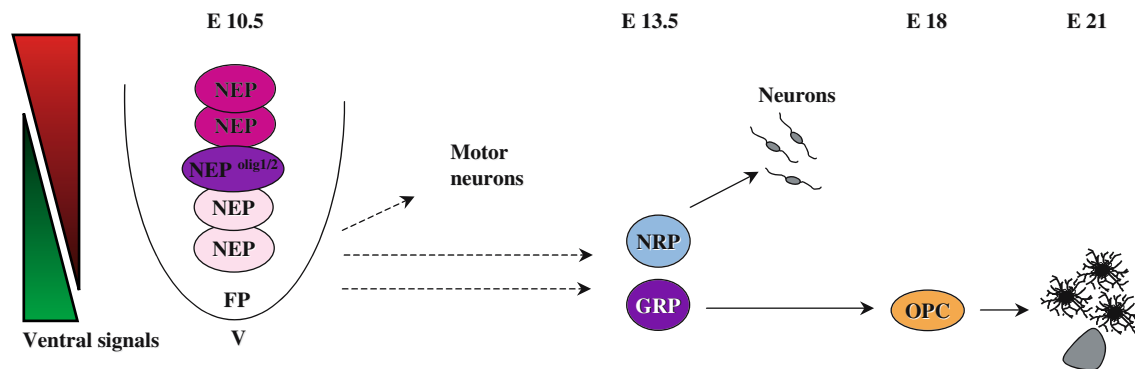 E 10.5
E 13.5
E 18
E 21
NEP
NEP
NEP olig1/2
NEP
NEP
FP
V
Ventral signals
Motor
neurons
Neurons
NRP
GRP
OPC